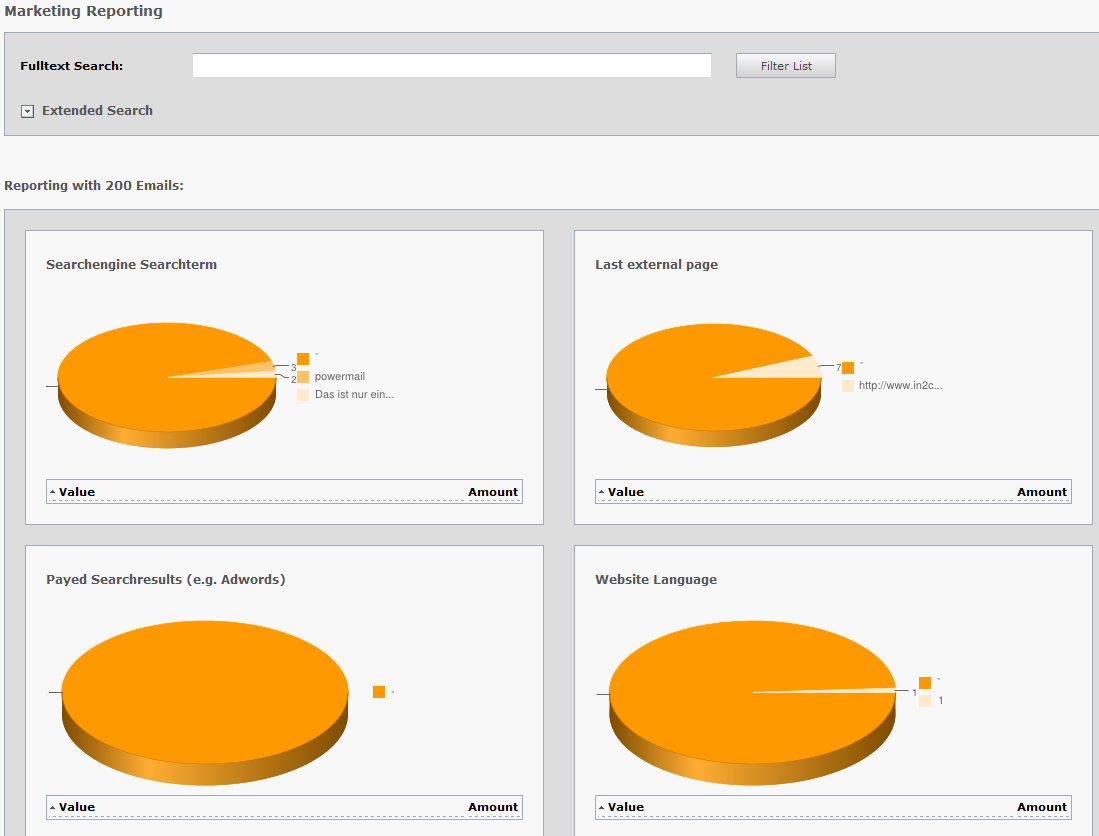 Marketing Reporting
Fulltext Search:
Filter List
Extended Search
Reporting with 200 Emails:
Searchengine Searchterm
3
2
-
powermail
Das ist nur ein...
Value Amount
Last external page
7
-
http://www.in2c...
Value Amount
Payed Searchresults (e.g. Adwords)
-
Value Amount
Website Language
1
-
1
Value Amount